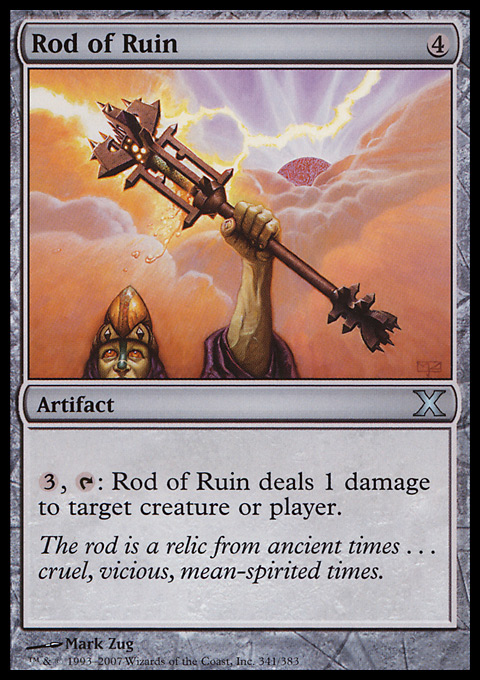 Rod of Ruin 4
Artifact X
3, : Rod of Ruin deals 1 damage
to target creature or player.
The rod is a relic from ancient times . . .
cruel, vicious, mean-spirited times.
Mark Zug
™ & © 1993–2007 Wizards of the Coast, Inc. 341/383